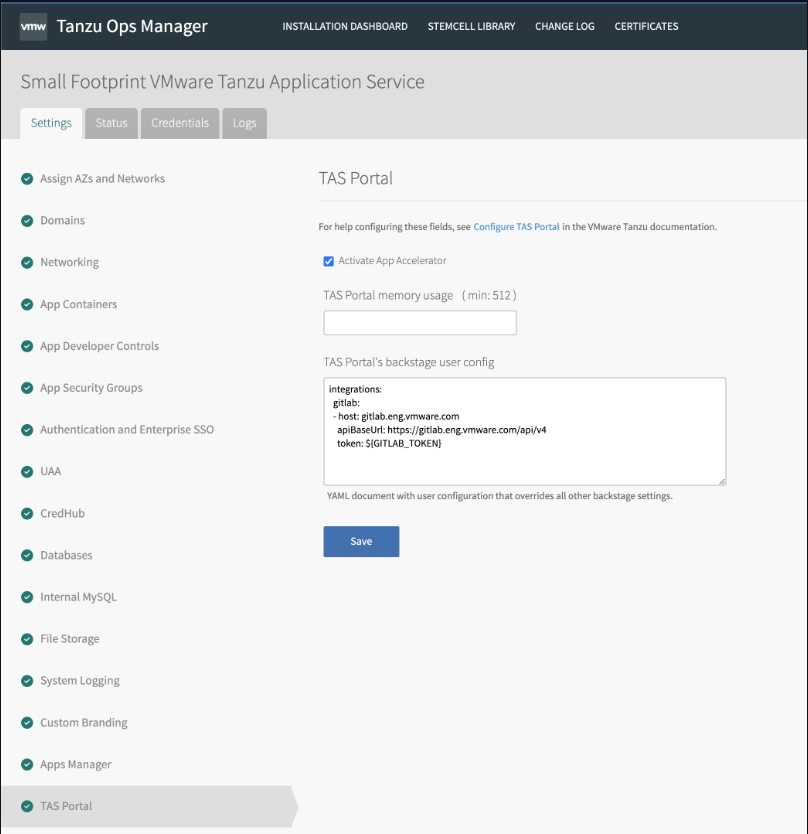 vmw Tanzu Ops Manager INSTALLATION DASHBOARD STEMCELL LIBRARY CHANGE LOG CERTIFICATES
Small Footprint VMware Tanzu Application Service
Settings Status Credentials Logs
Assign AZs and Networks
Domains
Networking
App Containers
App Developer Controls
App Security Groups
Authentication and Enterprise SSO
UAA
CredHub
Databases
Internal MySQL
File Storage
System Logging
Custom Branding
Apps Manager
TAS Portal
TAS Portal
For help configuring these fields, see Configure TAS Portal in the VMware Tanzu documentation.
Activate App Accelerator
TAS Portal memory usage ( min: 512 )
TAS Portal's backstage user config
integrations:
  gitlab:
  - host: gitlab.eng.vmware.com
    apiBaseUrl: https://gitlab.eng.vmware.com/api/v4
    token: ${GITLAB_TOKEN}
YAML document with user configuration that overrides all other backstage settings.
Save